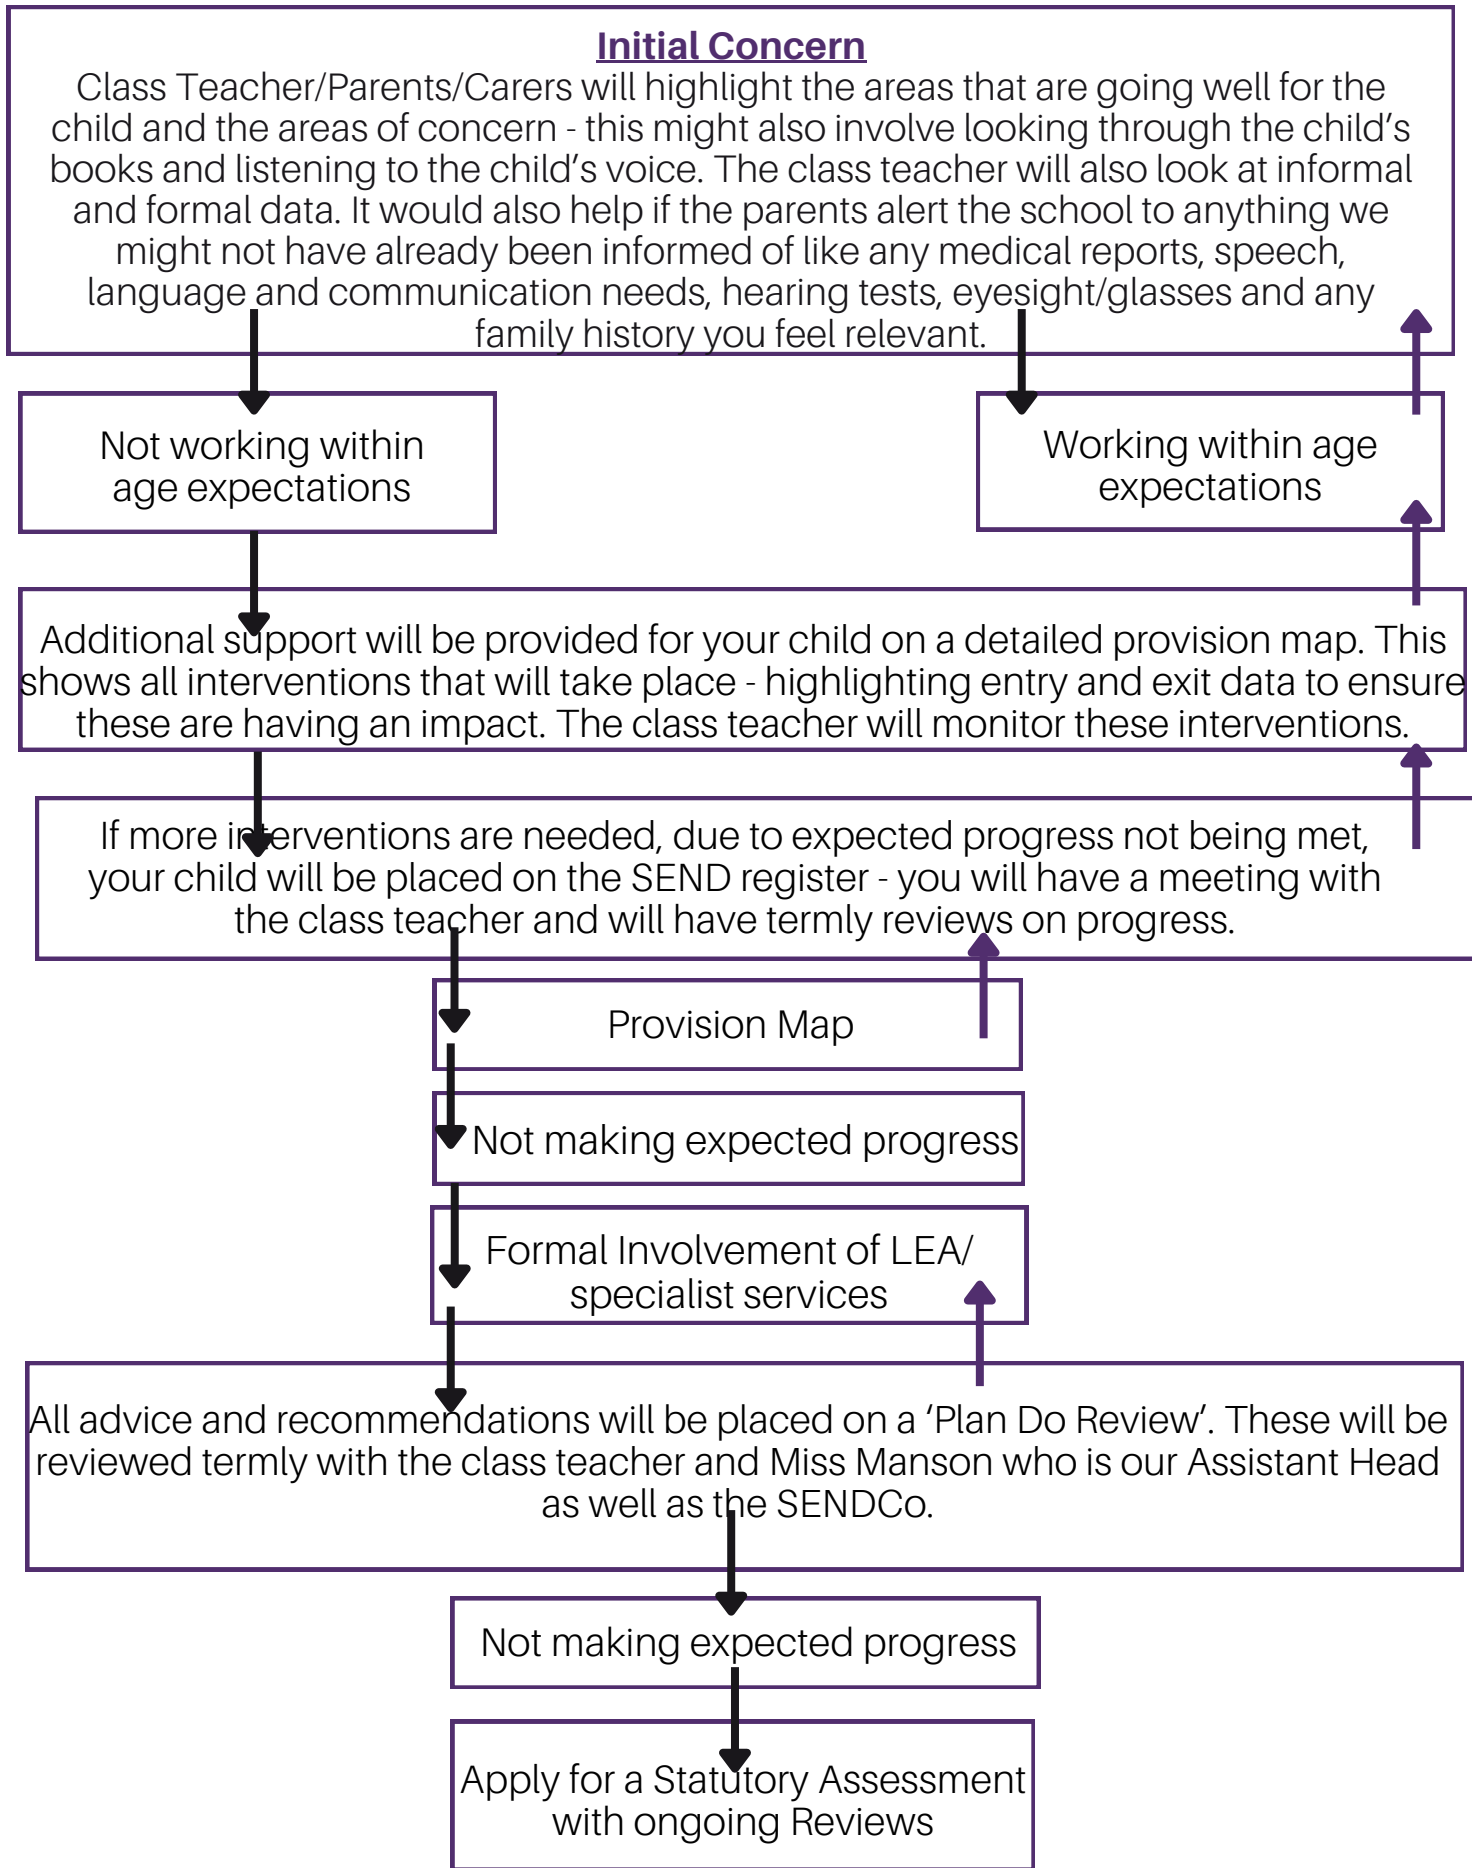 Initial Concern
Class Teacher/Parents/Carers will highlight the areas that are going well for the
child and the areas of concern - this might also involve looking through the child’s
books and listening to the child’s voice. The class teacher will also look at informal
and formal data. It would also help if the parents alert the school to anything we
might not have already been informed of like any medical reports, speech,
language and communication needs, hearing tests, eyesight/glasses and any
family history you feel relevant.
Not working within
age expectations
Working within age
expectations
Additional support will be provided for your child on a detailed provision map. This
shows all interventions that will take place - highlighting entry and exit data to ensure
these are having an impact. The class teacher will monitor these interventions.
If more interventions are needed, due to expected progress not being met,
your child will be placed on the SEND register - you will have a meeting with
the class teacher and will have termly reviews on progress.
Provision Map
Not making expected progress
Formal Involvement of LEA/
specialist services
All advice and recommendations will be placed on a ‘Plan Do Review’. These will be
reviewed termly with the class teacher and Miss Manson who is our Assistant Head
as well as the SENDCo.
Not making expected progress
Apply for a Statutory Assessment
with ongoing Reviews